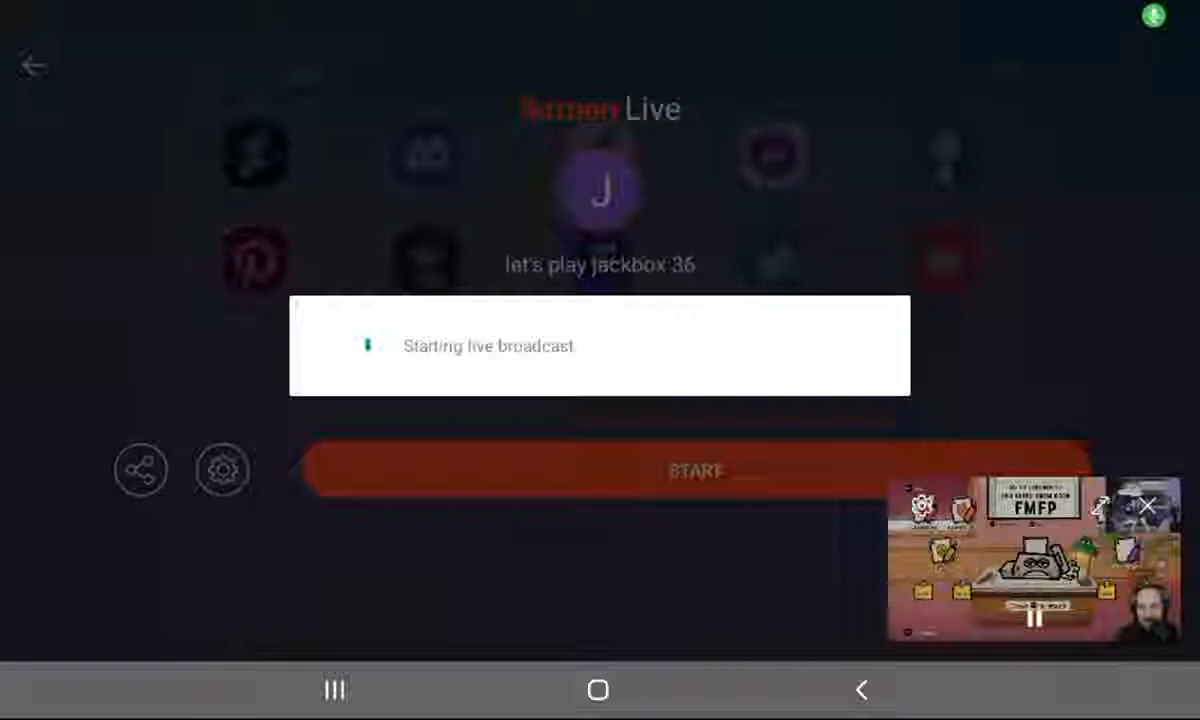 Live
J
let's play jackbox 36
Starting live broadcast
START
FMFP